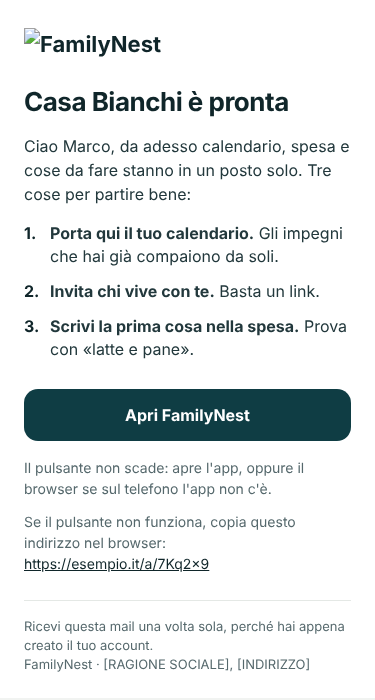 FamilyNest
Casa Bianchi è pronta
Ciao Marco, da adesso calendario, spesa e
cose da fare stanno in un posto solo. Tre
cose per partire bene:
1. Porta qui il tuo calendario. Gli impegni
che hai già compaiono da soli.
2. Invita chi vive con te. Basta un link.
3. Scrivi la prima cosa nella spesa. Prova
con «latte e pane».
Apri FamilyNest
Il pulsante non scade: apre l'app, oppure il
browser se sul telefono l'app non c'è.
Se il pulsante non funziona, copia questo
indirizzo nel browser:
https://esempio.it/a/7Kq2x9
Ricevi questa mail una volta sola, perché hai appena
creato il tuo account.
FamilyNest · [RAGIONE SOCIALE], [INDIRIZZO]